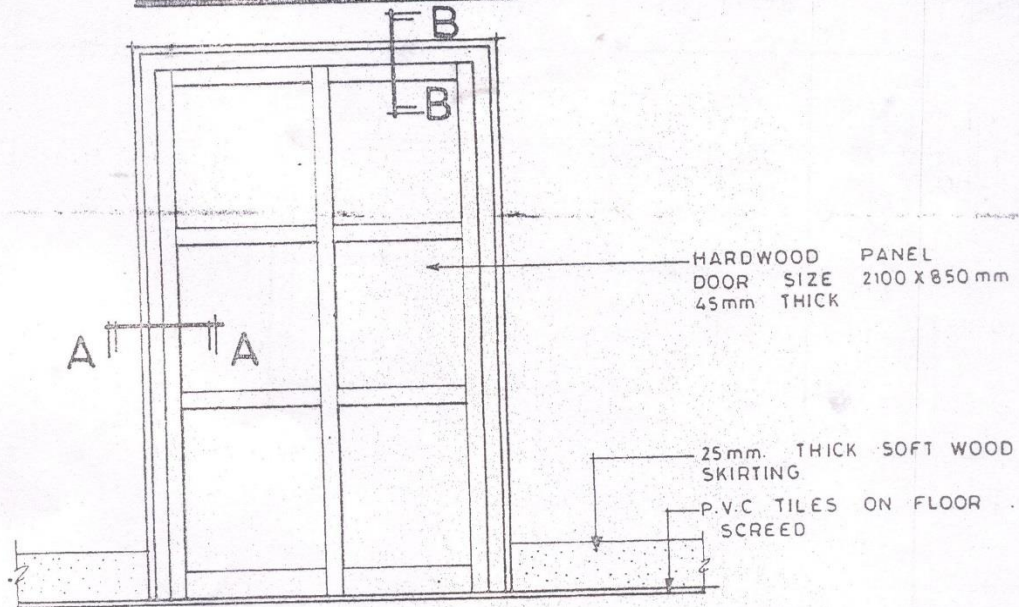 B
B
HARDWOOD PANEL
DOOR SIZE 2100 X 850 mm
45mm THICK
A A
25mm. THICK SOFT WOOD
SKIRTING
P.V.C TILES ON FLOOR
SCREED